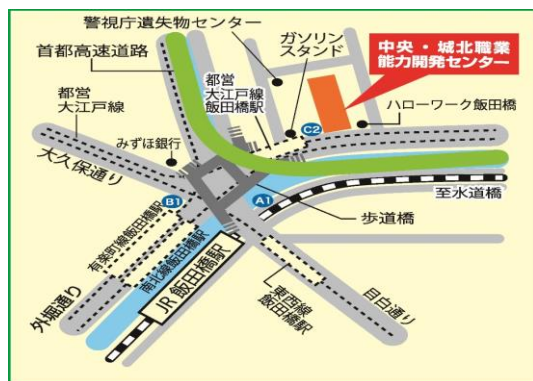 警視庁遺失物センター
首都高速道路
ガソリン
スタンド
中央・城北職業
能力開発センター
都営
大江戸線
都営
大江戸線
飯田橋駅
ハローワーク飯田橋
みずほ銀行
C2
大久保通り
至水道橋
B1
A1
歩道橋
有楽町線飯田橋駅
南北線飯田橋駅
JR 飯田橋駅
東西線
飯田橋駅
目白通り
外堀通り